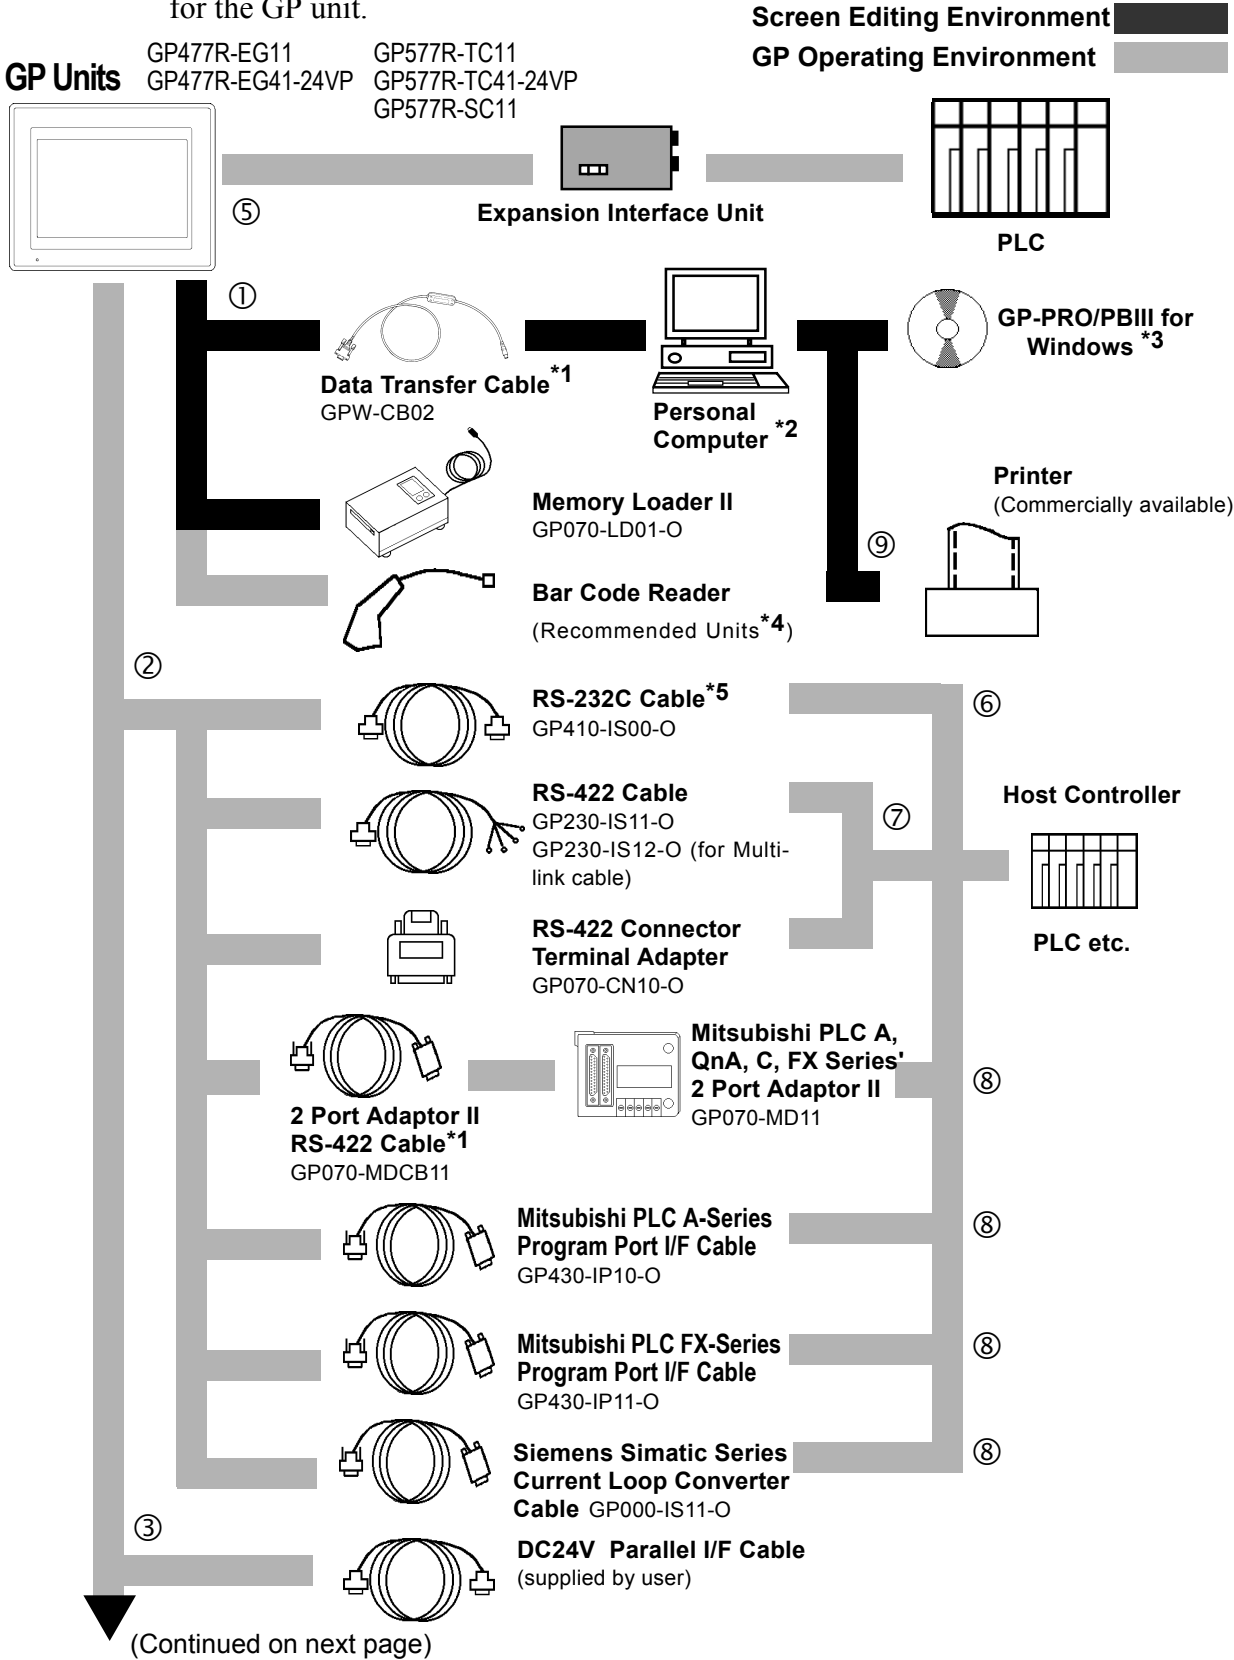 for the GP unit.
Screen Editing Environment
GP Operating Environment
GP Units
GP477R-EG11
GP477R-EG41-24VP
GP577R-TC11
GP577R-TC41-24VP
GP577R-SC11
⑤
Expansion Interface Unit
PLC
①
Data Transfer Cable*1
GPW-CB02
Personal
Computer *2
GP-PRO/PBIII for
Windows *3
Memory Loader II
GP070-LD01-O
Printer
(Commercially available)
⑨
Bar Code Reader
(Recommended Units*4)
②
RS-232C Cable*5
GP410-IS00-O
⑥
RS-422 Cable
GP230-IS11-O
GP230-IS12-O (for Multi-
link cable)
⑦
Host Controller
PLC etc.
RS-422 Connector
Terminal Adapter
GP070-CN10-O
2 Port Adaptor II
RS-422 Cable*1
GP070-MDCB11
Mitsubishi PLC A,
QnA, C, FX Series'
2 Port Adaptor II
GP070-MD11
⑧
Mitsubishi PLC A-Series
Program Port I/F Cable
GP430-IP10-O
⑧
Mitsubishi PLC FX-Series
Program Port I/F Cable
GP430-IP11-O
⑧
Siemens Simatic Series
Current Loop Converter
Cable GP000-IS11-O
⑧
③
DC24V Parallel I/F Cable
(supplied by user)
(Continued on next page)